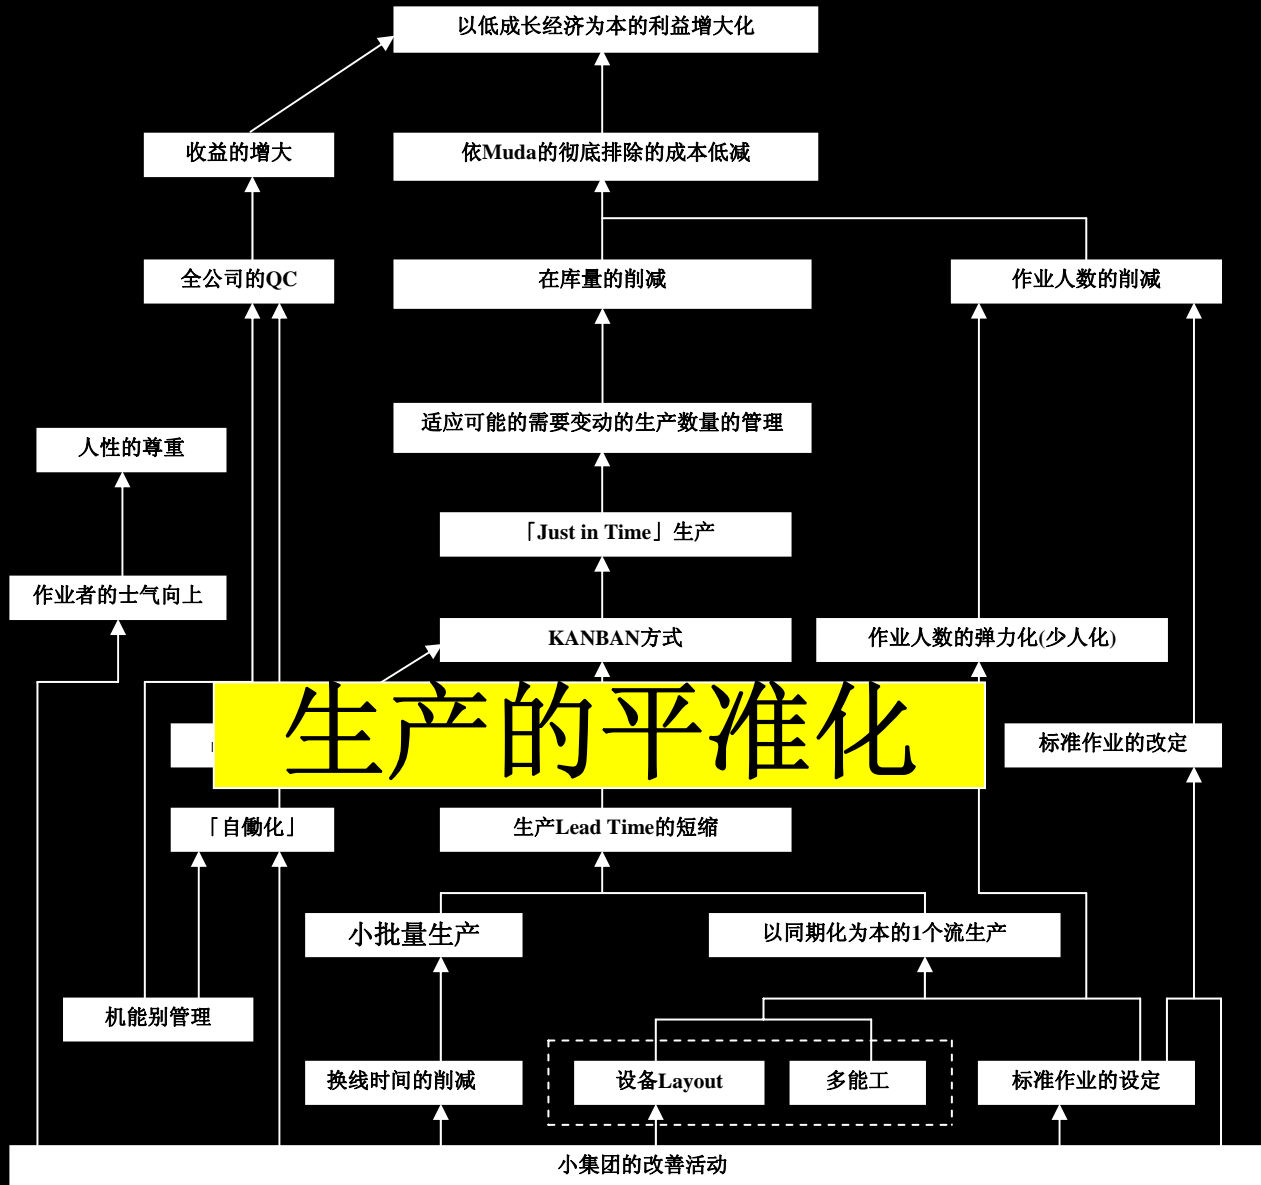 以低成长经济为本的利益增大化
收益的增大
依Muda的彻底排除的成本低减
全公司的QC
在库量的削减
作业人数的削减
适应可能的需要变动的生产数量的管理
人性的尊重
「Just in Time」生产
作业者的士气向上
KANBAN方式
作业人数的弹力化(少人化)
生产的平准化
标准作业的改定
「自働化」
生产Lead Time的短缩
小批量生产
以同期化为本的1个流生产
机能别管理
换线时间的削减
设备Layout
多能工
标准作业的设定
小集团的改善活动